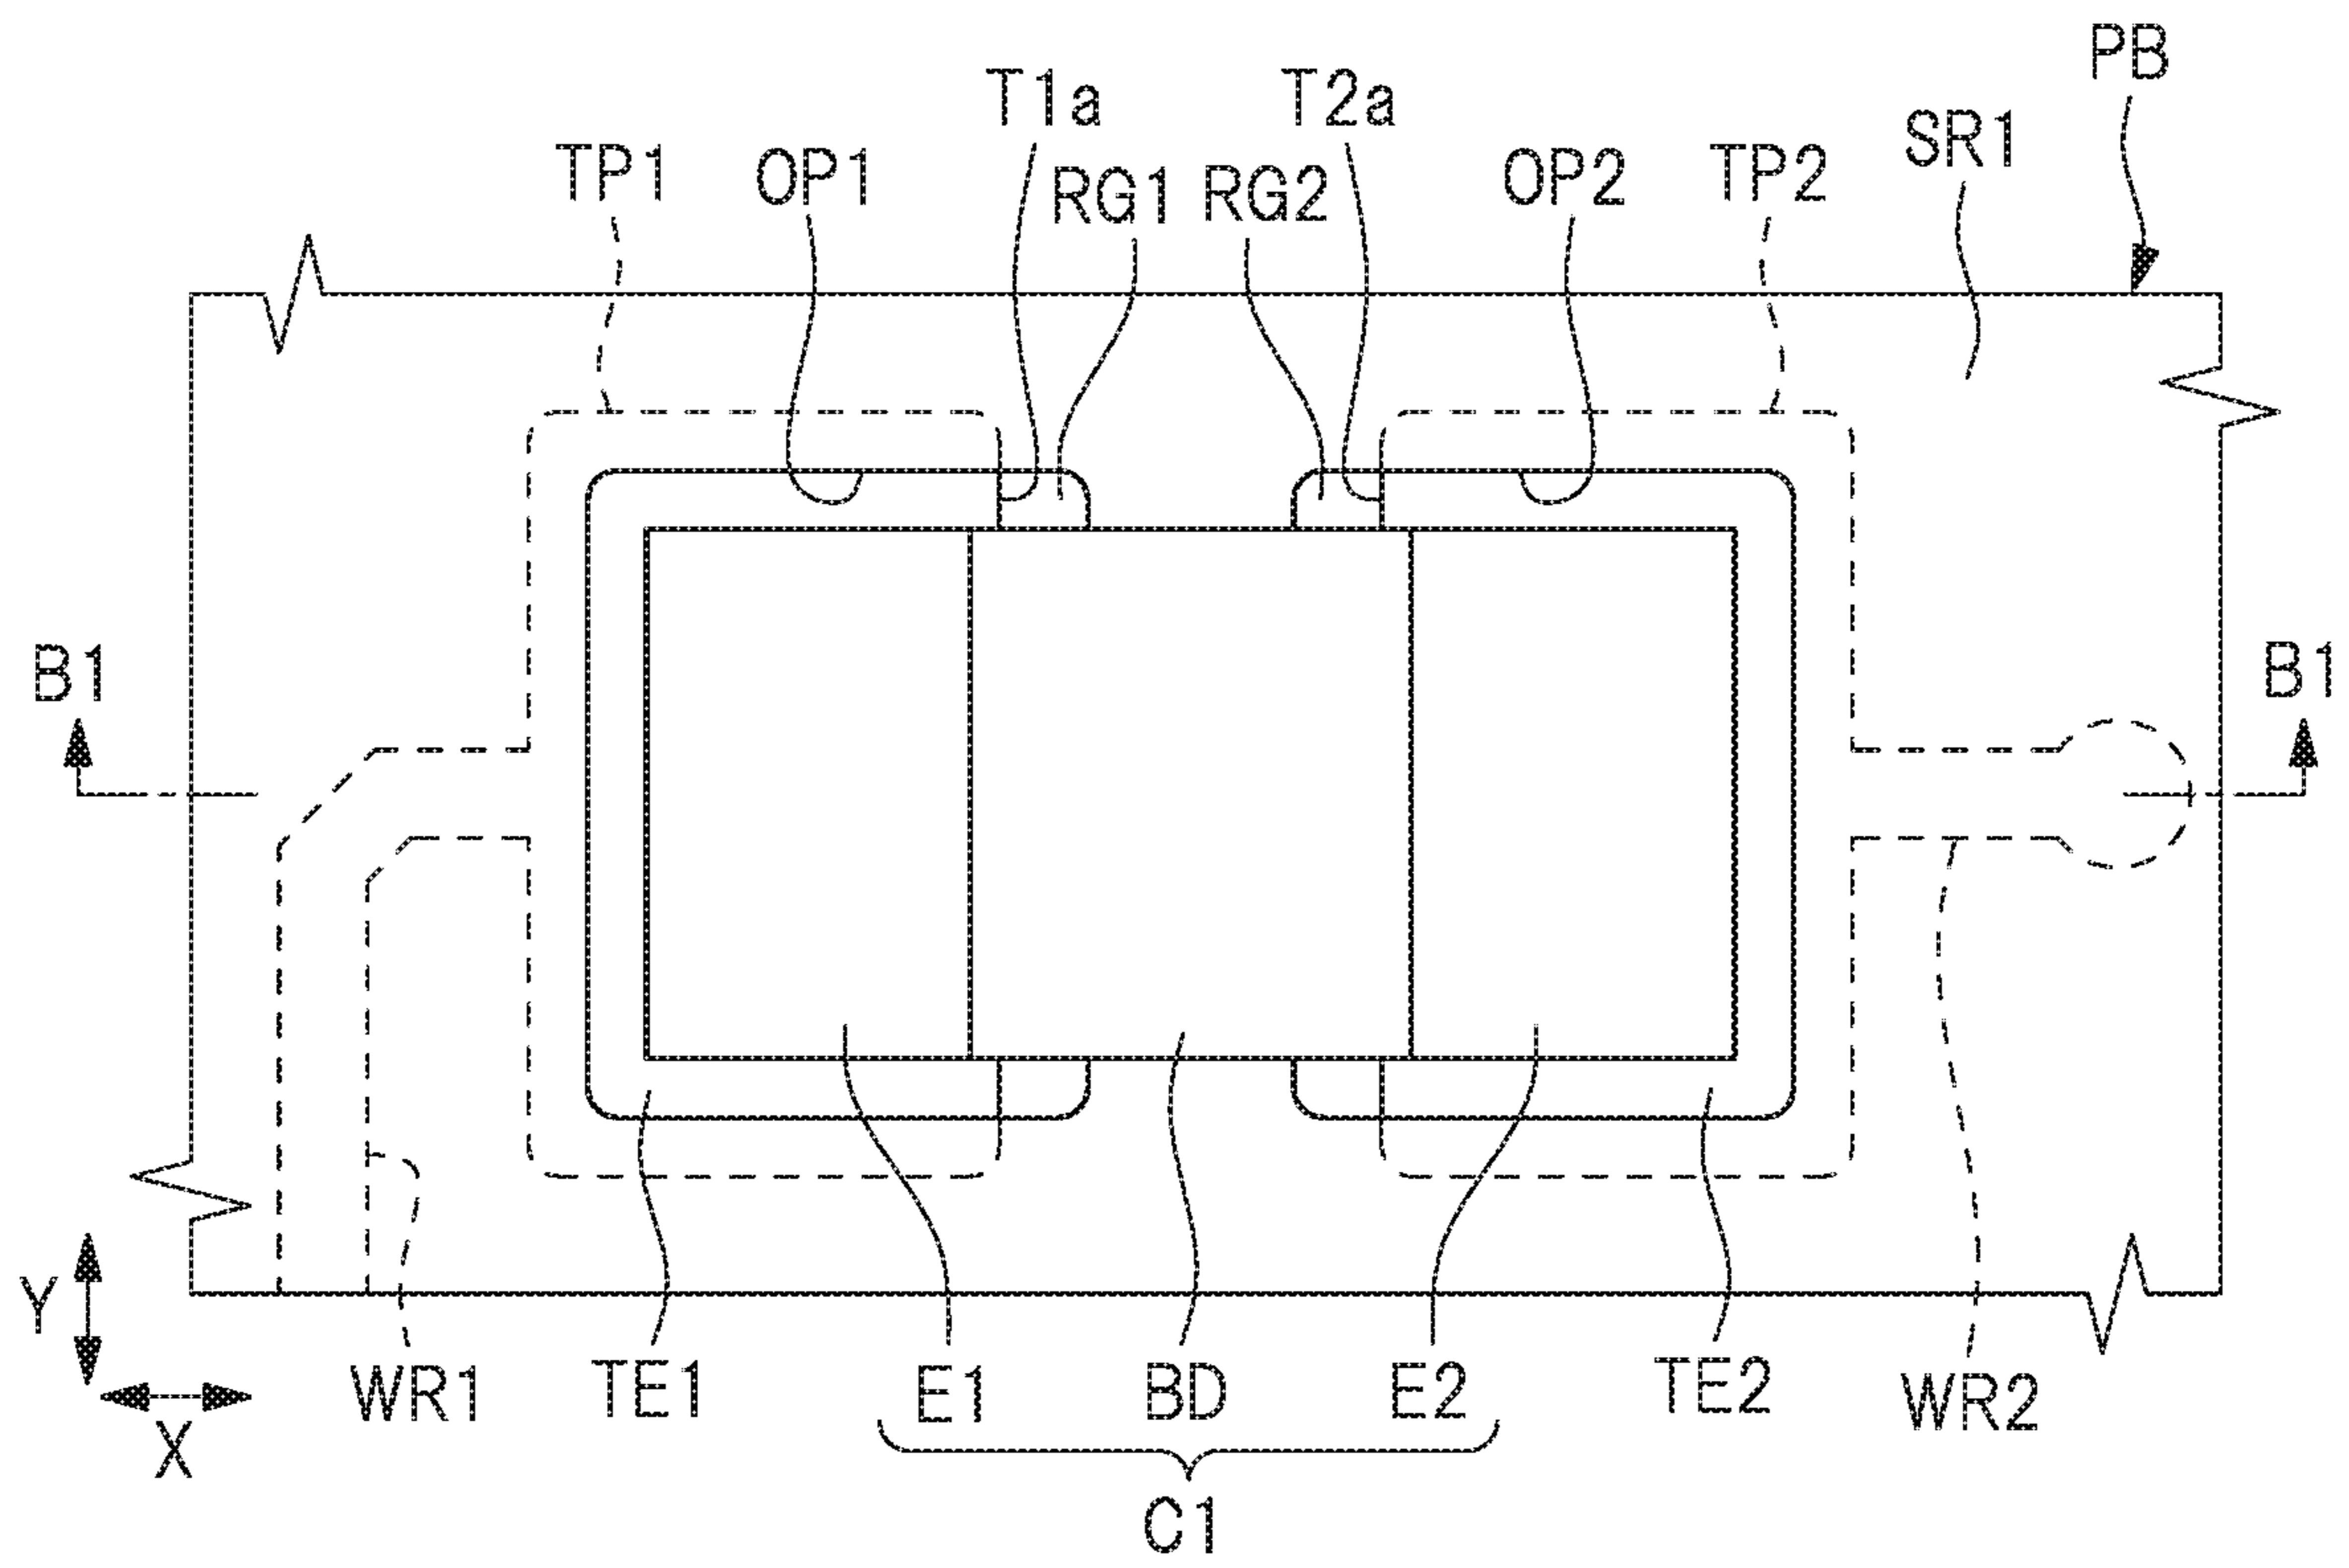 PB
T1a T2a
SR1
TP1 OP1 RG1 RG2 OP2 TP2
B1 B1
Y
X
WR1 TE1 E1 BD E2 TE2 WR2
C1